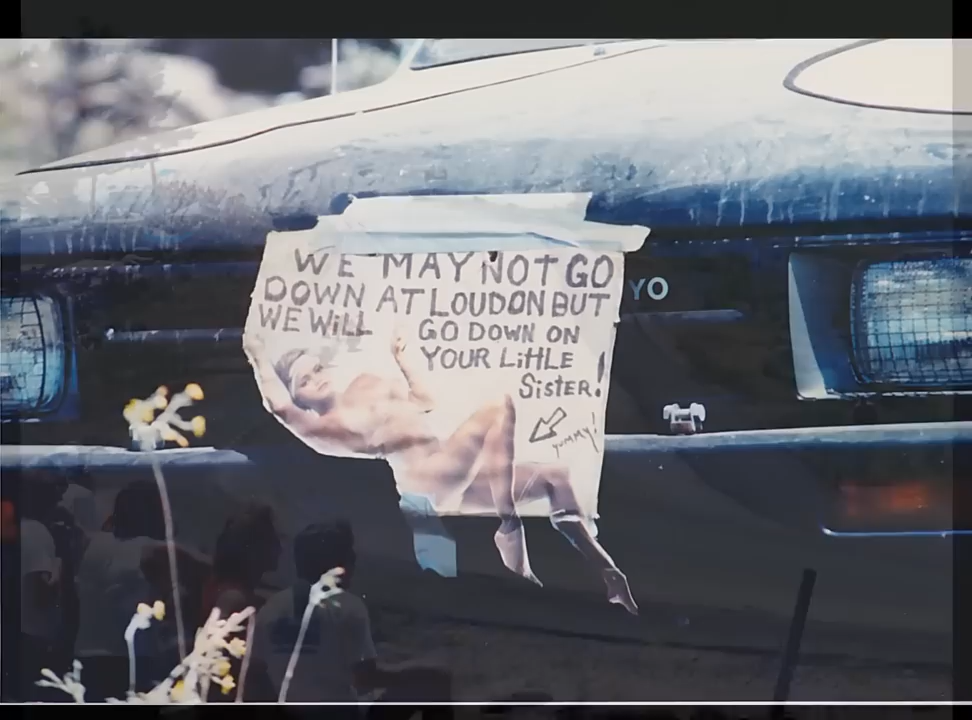 WE MAY NOT GO
DOWN AT LOUDON BUT
WE WiLL GO DOWN ON
YOUR LiTTLE
SiSTER!
YUMMY!
YO